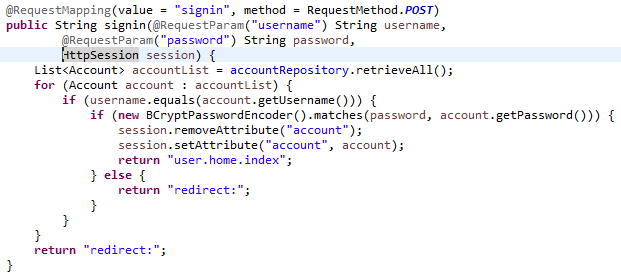 @RequestMapping(value = "signin", method = RequestMethod.POST)
public String signin(@RequestParam("username") String username,
@RequestParam("password") String password,
HttpSession session) {
List<Account> accountList = accountRepository.retrieveAll();
for (Account account : accountList) {
if (username.equals(account.getUsername())) {
if (new BCryptPasswordEncoder().matches(password, account.getPassword())) {
session.removeAttribute("account");
session.setAttribute("account", account);
return "user.home.index";
} else {
return "redirect:";
}
}
}
return "redirect:";
}